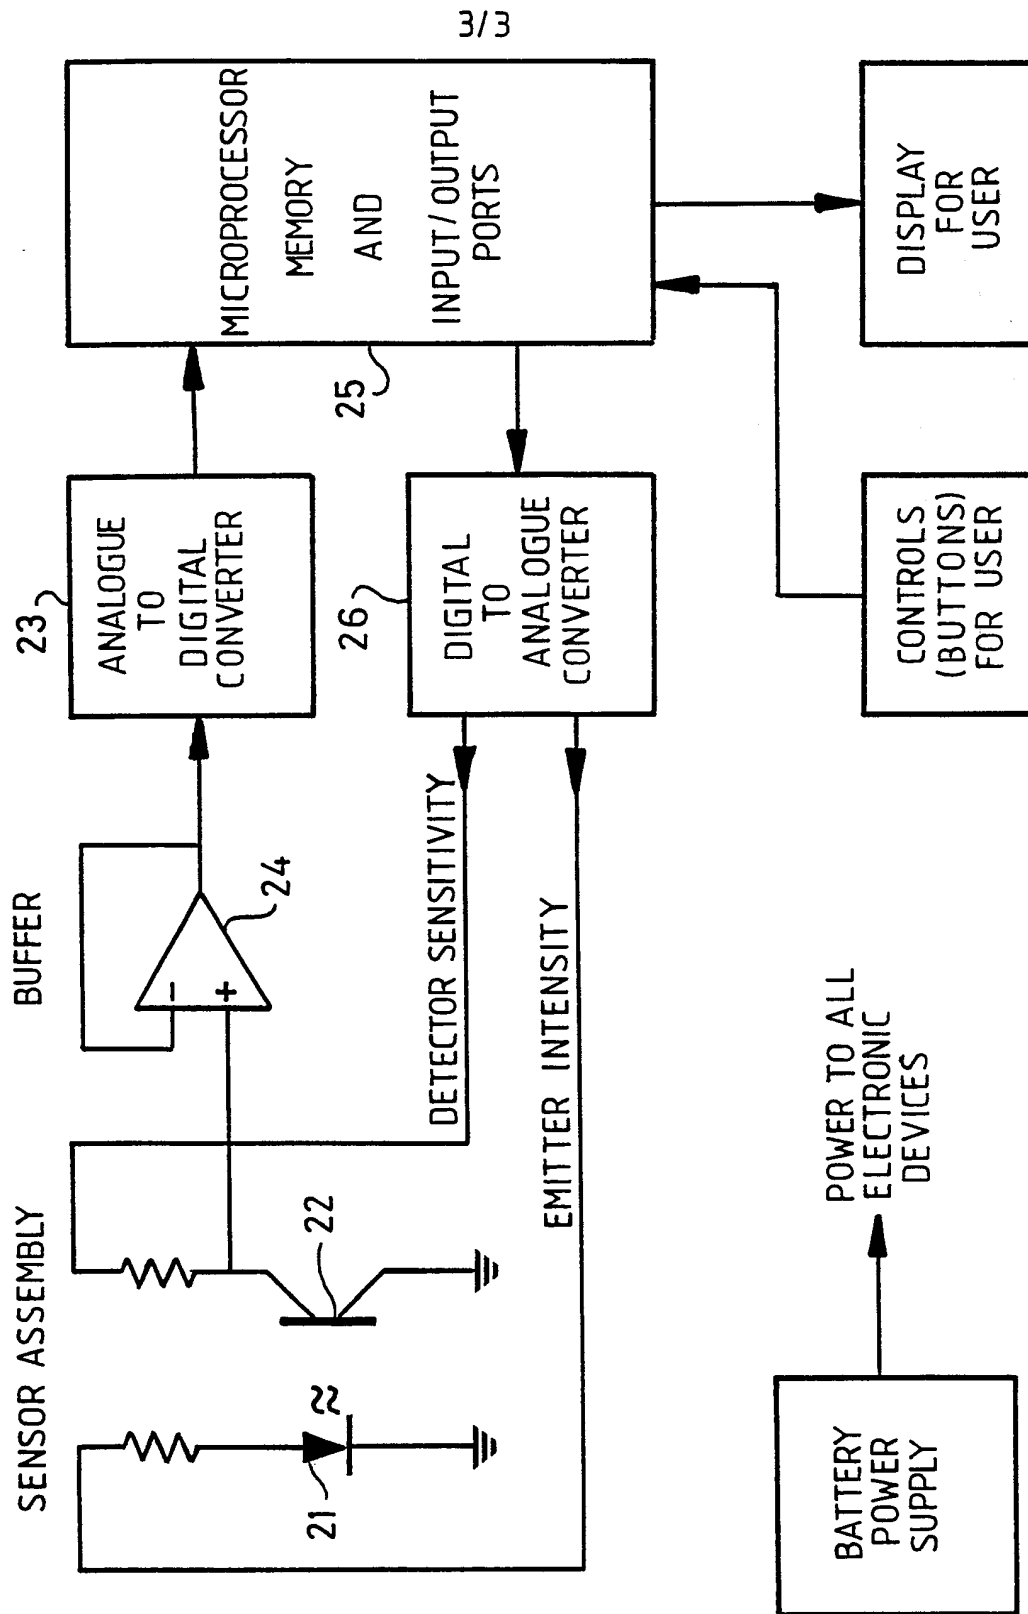 3/3
SENSOR ASSEMBLY
BUFFER
21
22
24
23
ANALOGUE
TO
DIGITAL
CONVERTER
25
MICROPROCESSOR
MEMORY
AND
INPUT/OUTPUT
PORTS
-
+
DETECTOR SENSITIVITY
EMITTER INTENSITY
26
DIGITAL
TO
ANALOGUE
CONVERTER
BATTERY
POWER
SUPPLY
POWER TO ALL
ELECTRONIC
DEVICES
CONTROLS
(BUTTONS)
FOR USER
DISPLAY
FOR
USER